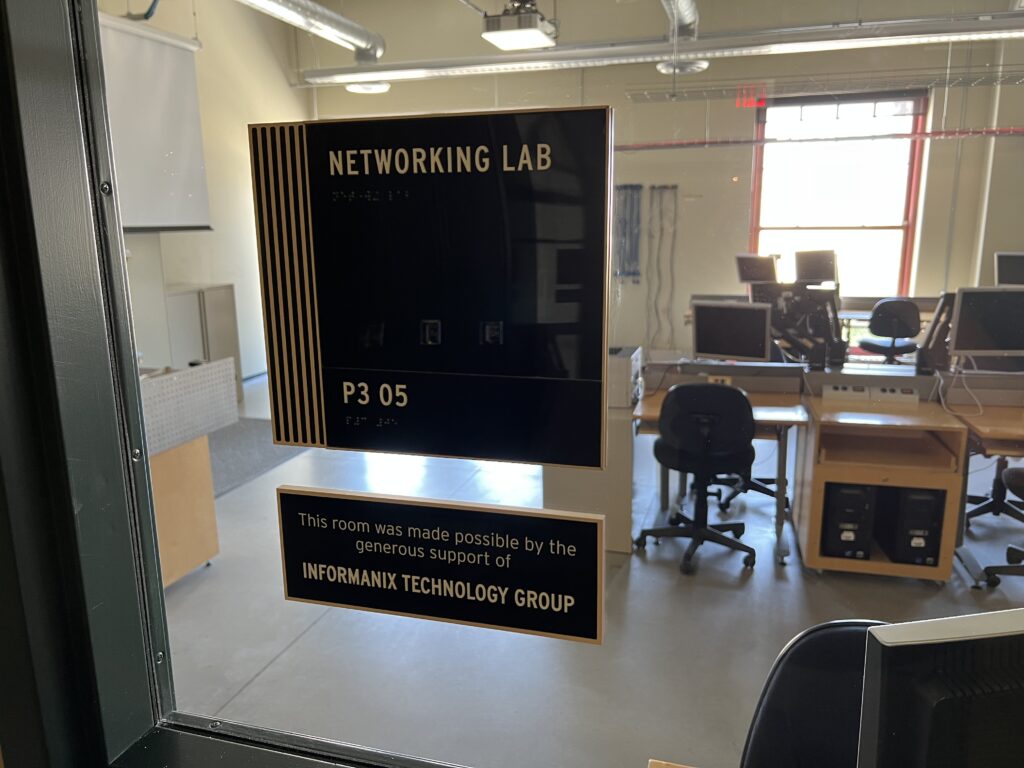 NETWORKING LAB
P3 05
This room was made possible by the
generous support of
INFORMANIX TECHNOLOGY GROUP